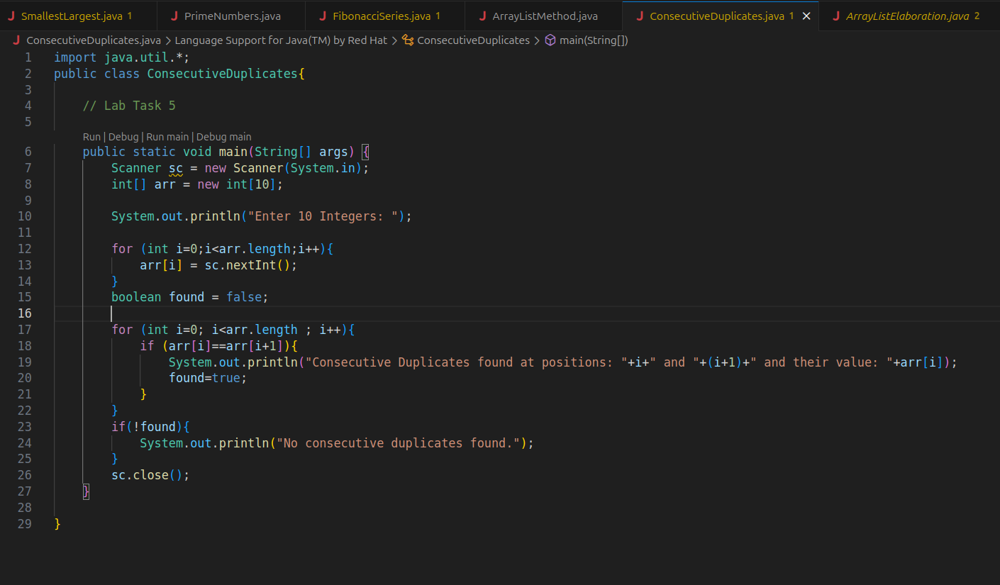 SmallestLargest.java 1 PrimeNumbers.java FibonacciSeries.java 1 ArrayListMethod.java ConsecutiveDuplicates.java 1 × ArrayListElaboration.java 2
ConsecutiveDuplicates.java > Language Support for Java(TM) by Red Hat > ConsecutiveDuplicates > main(String[])
1 import java.util.*;
2 public class ConsecutiveDuplicates{
3
4     // Lab Task 5
5
Run | Debug | Run main | Debug main
6     public static void main(String[] args) {
7         Scanner sc = new Scanner(System.in);
8         int[] arr = new int[10];
9
10         System.out.println("Enter 10 Integers: ");
11
12         for (int i=0;i<arr.length;i++){
13             arr[i] = sc.nextInt();
14         }
15         boolean found = false;
16
17         for (int i=0; i<arr.length ; i++){
18             if (arr[i]==arr[i+1]){
19                 System.out.println("Consecutive Duplicates found at positions: "+i+" and "+(i+1)+" and their value: "+arr[i]);
20                 found=true;
21             }
22         }
23         if(!found){
24             System.out.println("No consecutive duplicates found.");
25         }
26         sc.close();
27     }
28
29 }